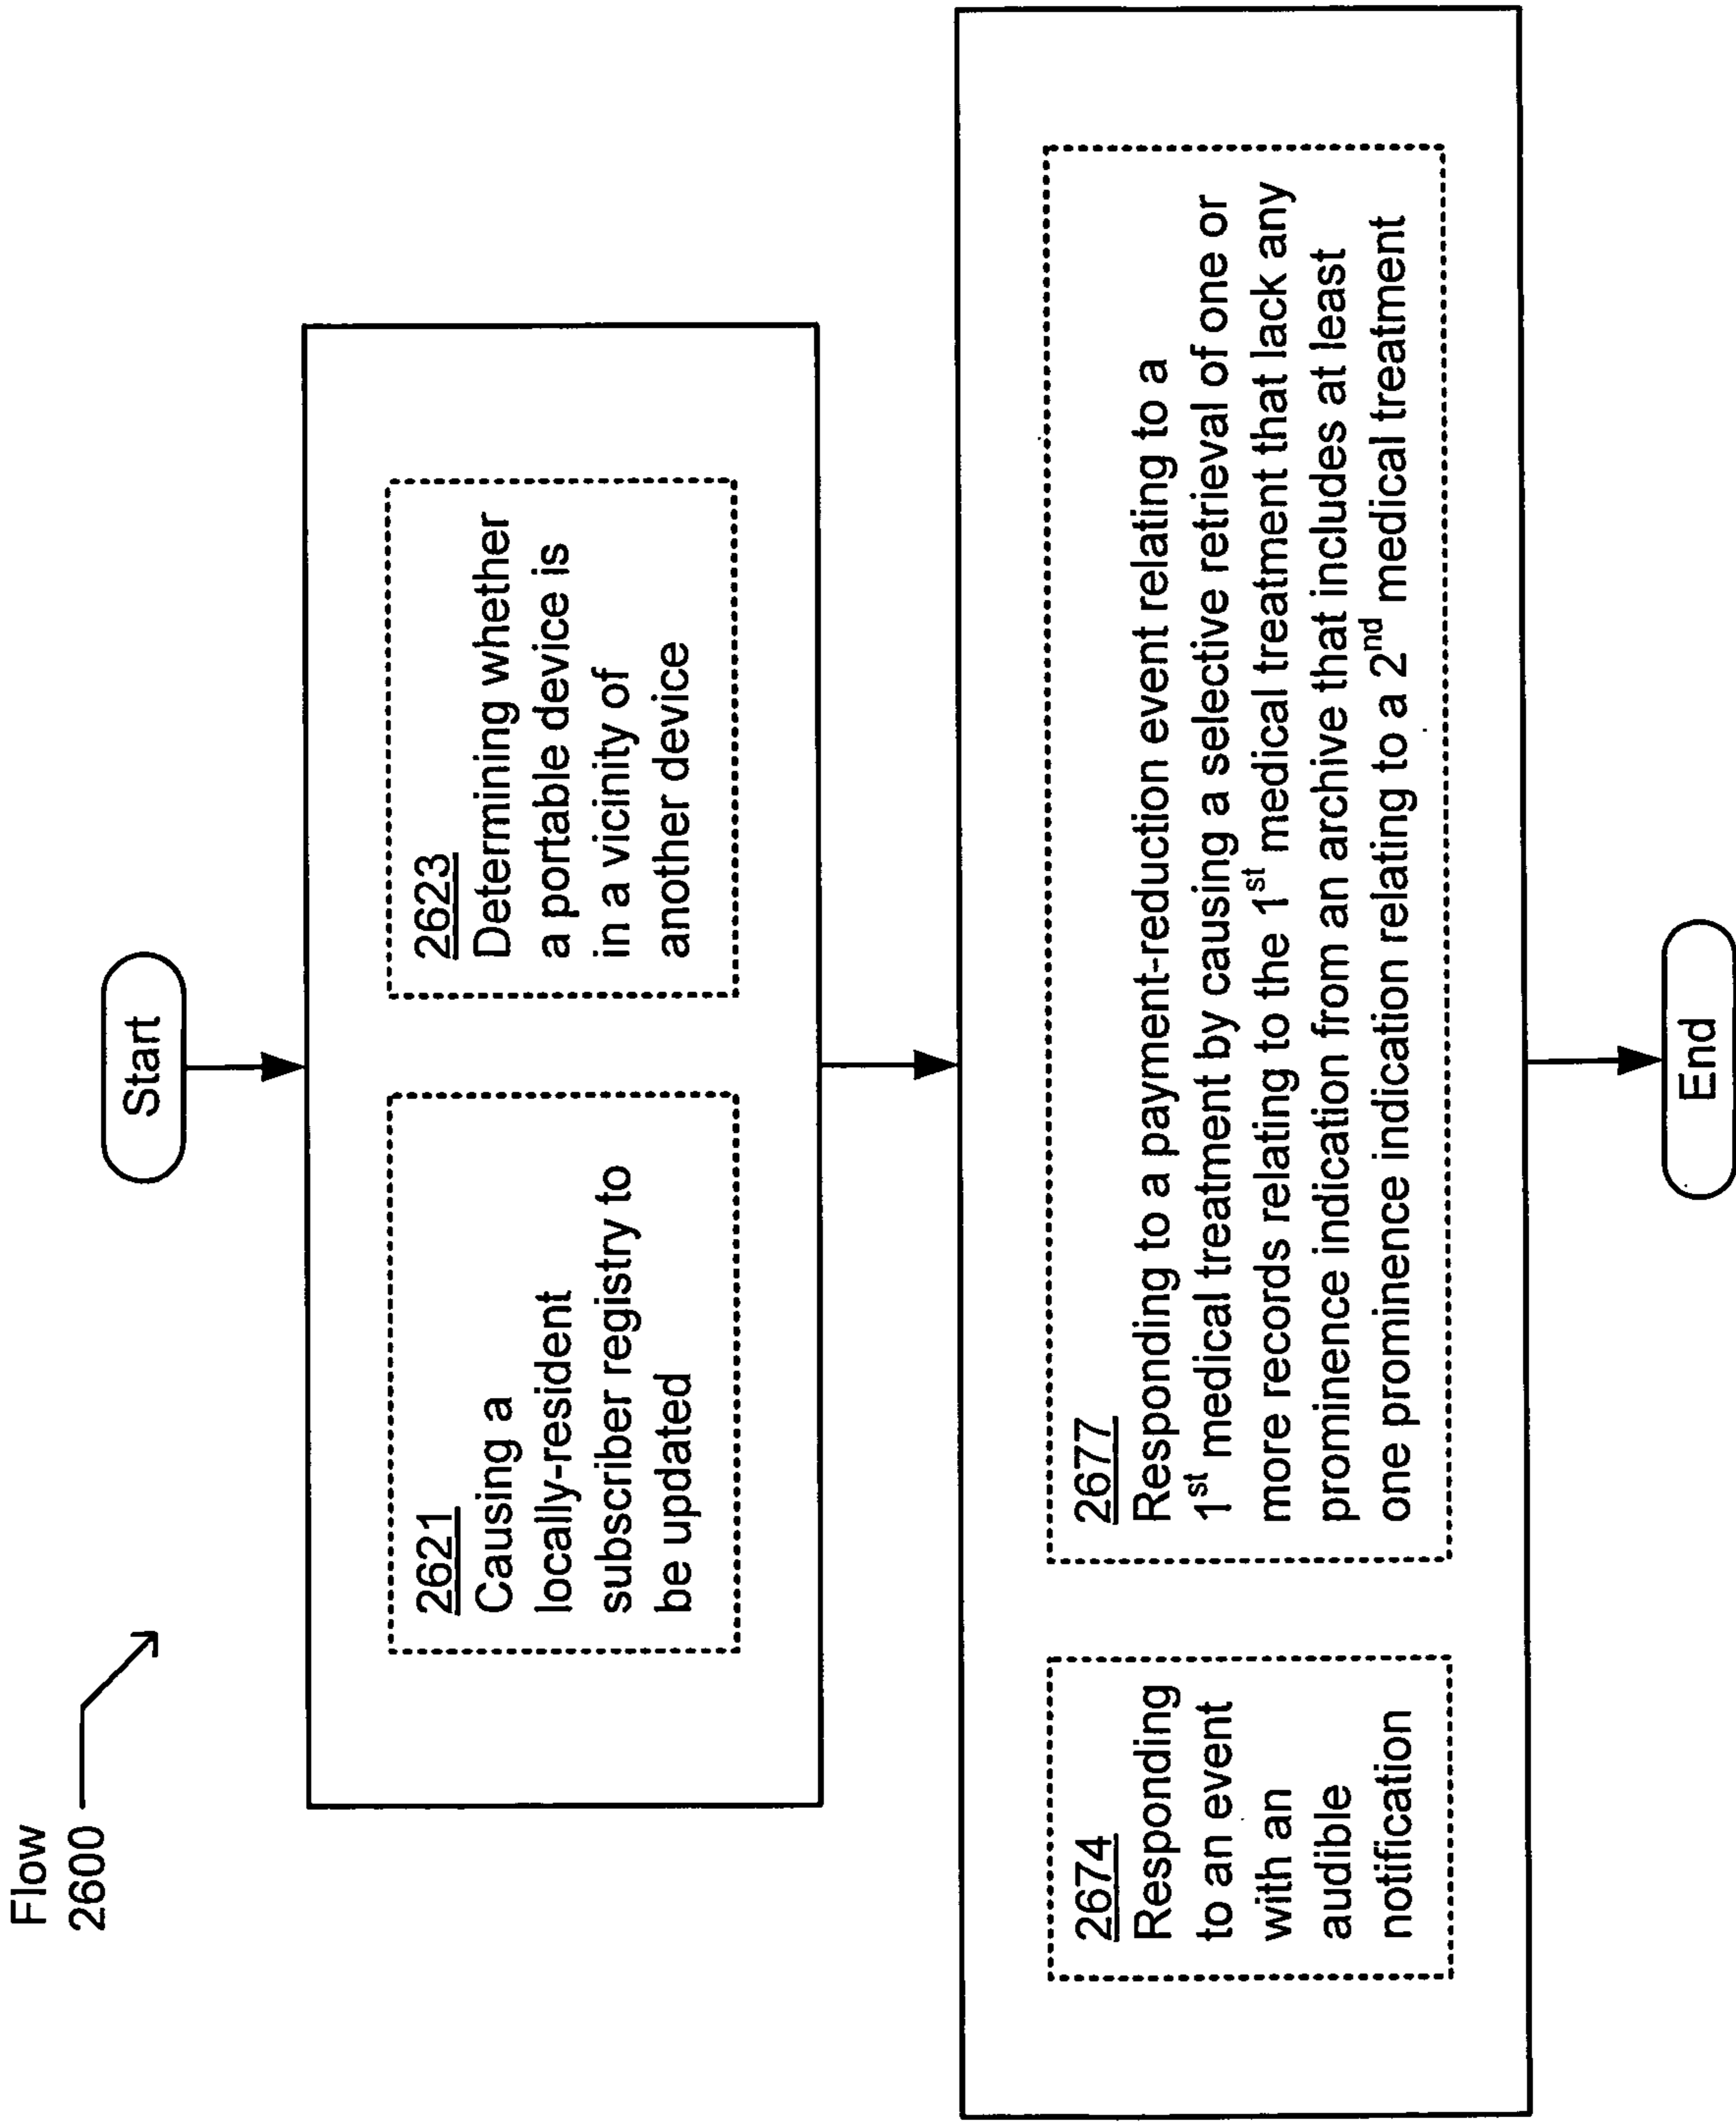 Flow
2600
Start
2621
Causing a
locally-resident
subscriber registry to
be updated
2623
Determining whether
a portable device is
in a vicinity of
another device
2674
Responding
to an event
with an
audible
notification
2677
Responding to a payment-reduction event relating to a
1st medical treatment by causing a selective retrieval of one or
more records relating to the 1st medical treatment that lack any
prominence indication from an archive that includes at least
one prominence indication relating to a 2nd medical treatment
End